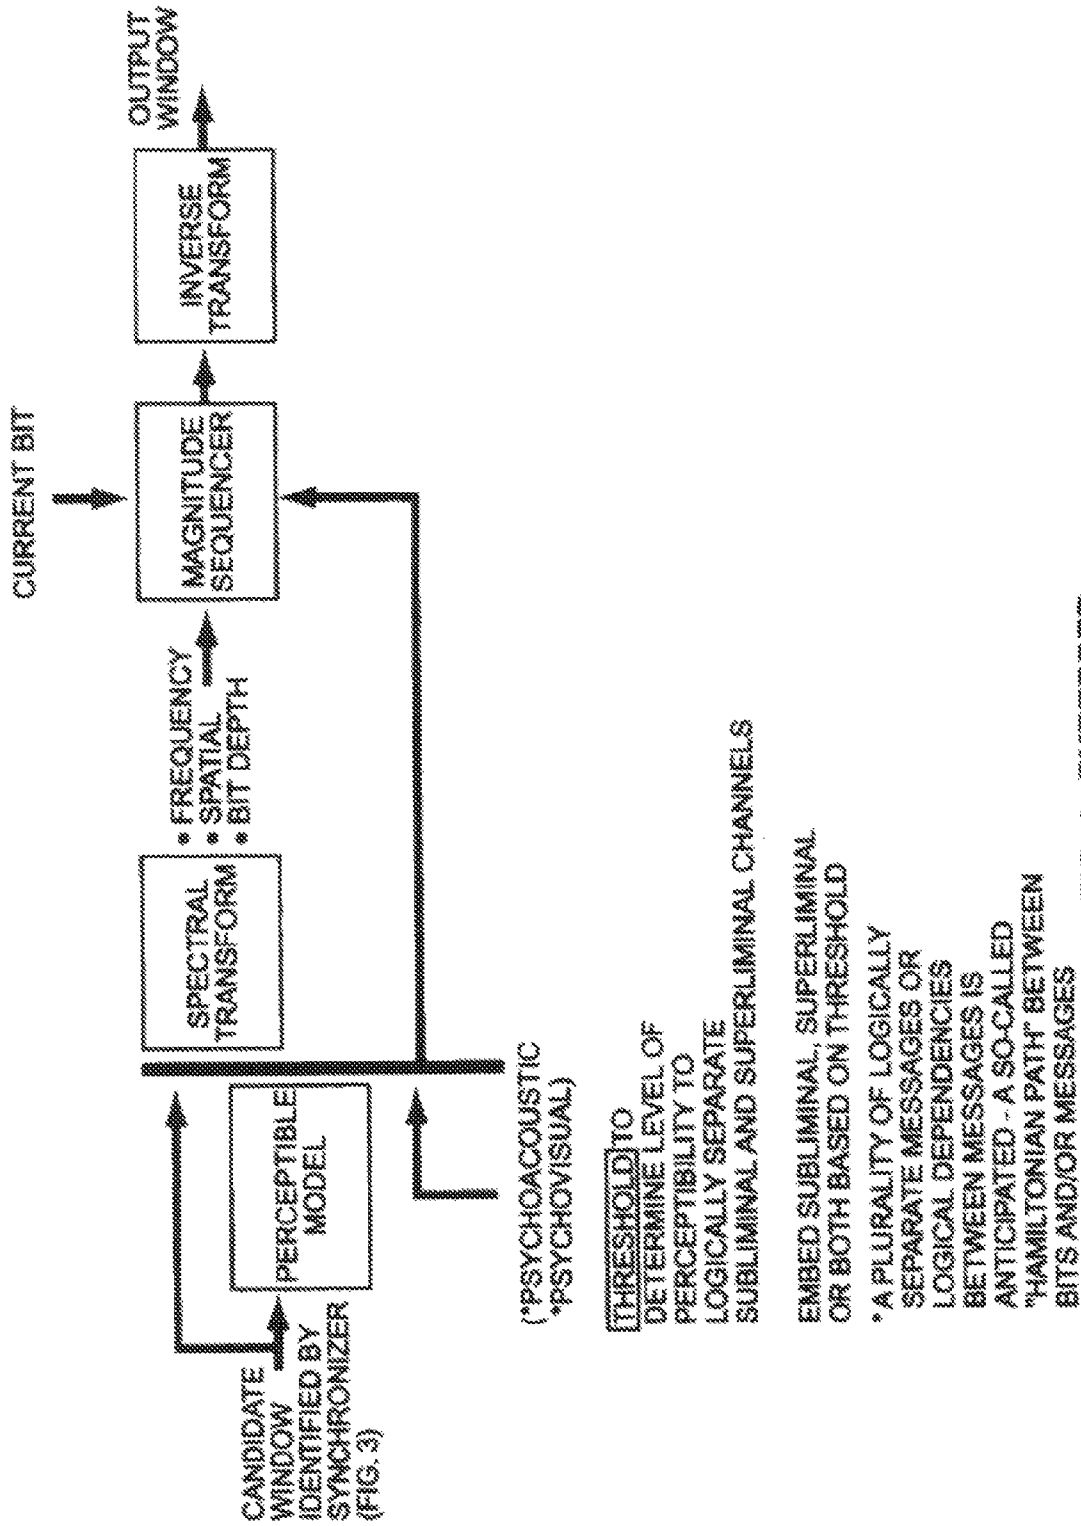 CANDIDATE
WINDOW
IDENTIFIED BY
SYNCHRONIZER
(FIG. 3)
PERCEPTIBLE
MODEL
SPECTRAL
TRANSFORM
• FREQUENCY
• SPATIAL
• BIT DEPTH
CURRENT BIT
MAGNITUDE
SEQUENCER
INVERSE
TRANSFORM
OUTPUT
WINDOW
(*PSYCHOACOUSTIC
*PSYCHOVISUAL)
THRESHOLD TO
DETERMINE LEVEL OF
PERCEPTIBILITY TO
LOGICALLY SEPARATE
SUBLIMINAL AND SUPERLIMINAL CHANNELS
EMBED SUBLIMINAL, SUPERLIMINAL
OR BOTH BASED ON THRESHOLD
*A PLURALITY OF LOGICALLY
SEPARATE MESSAGES OR
LOGICAL DEPENDENCIES
BETWEEN MESSAGES IS
ANTICIPATED - A SO-CALLED
"HAMILTONIAN PATH" BETWEEN
BITS AND/OR MESSAGES